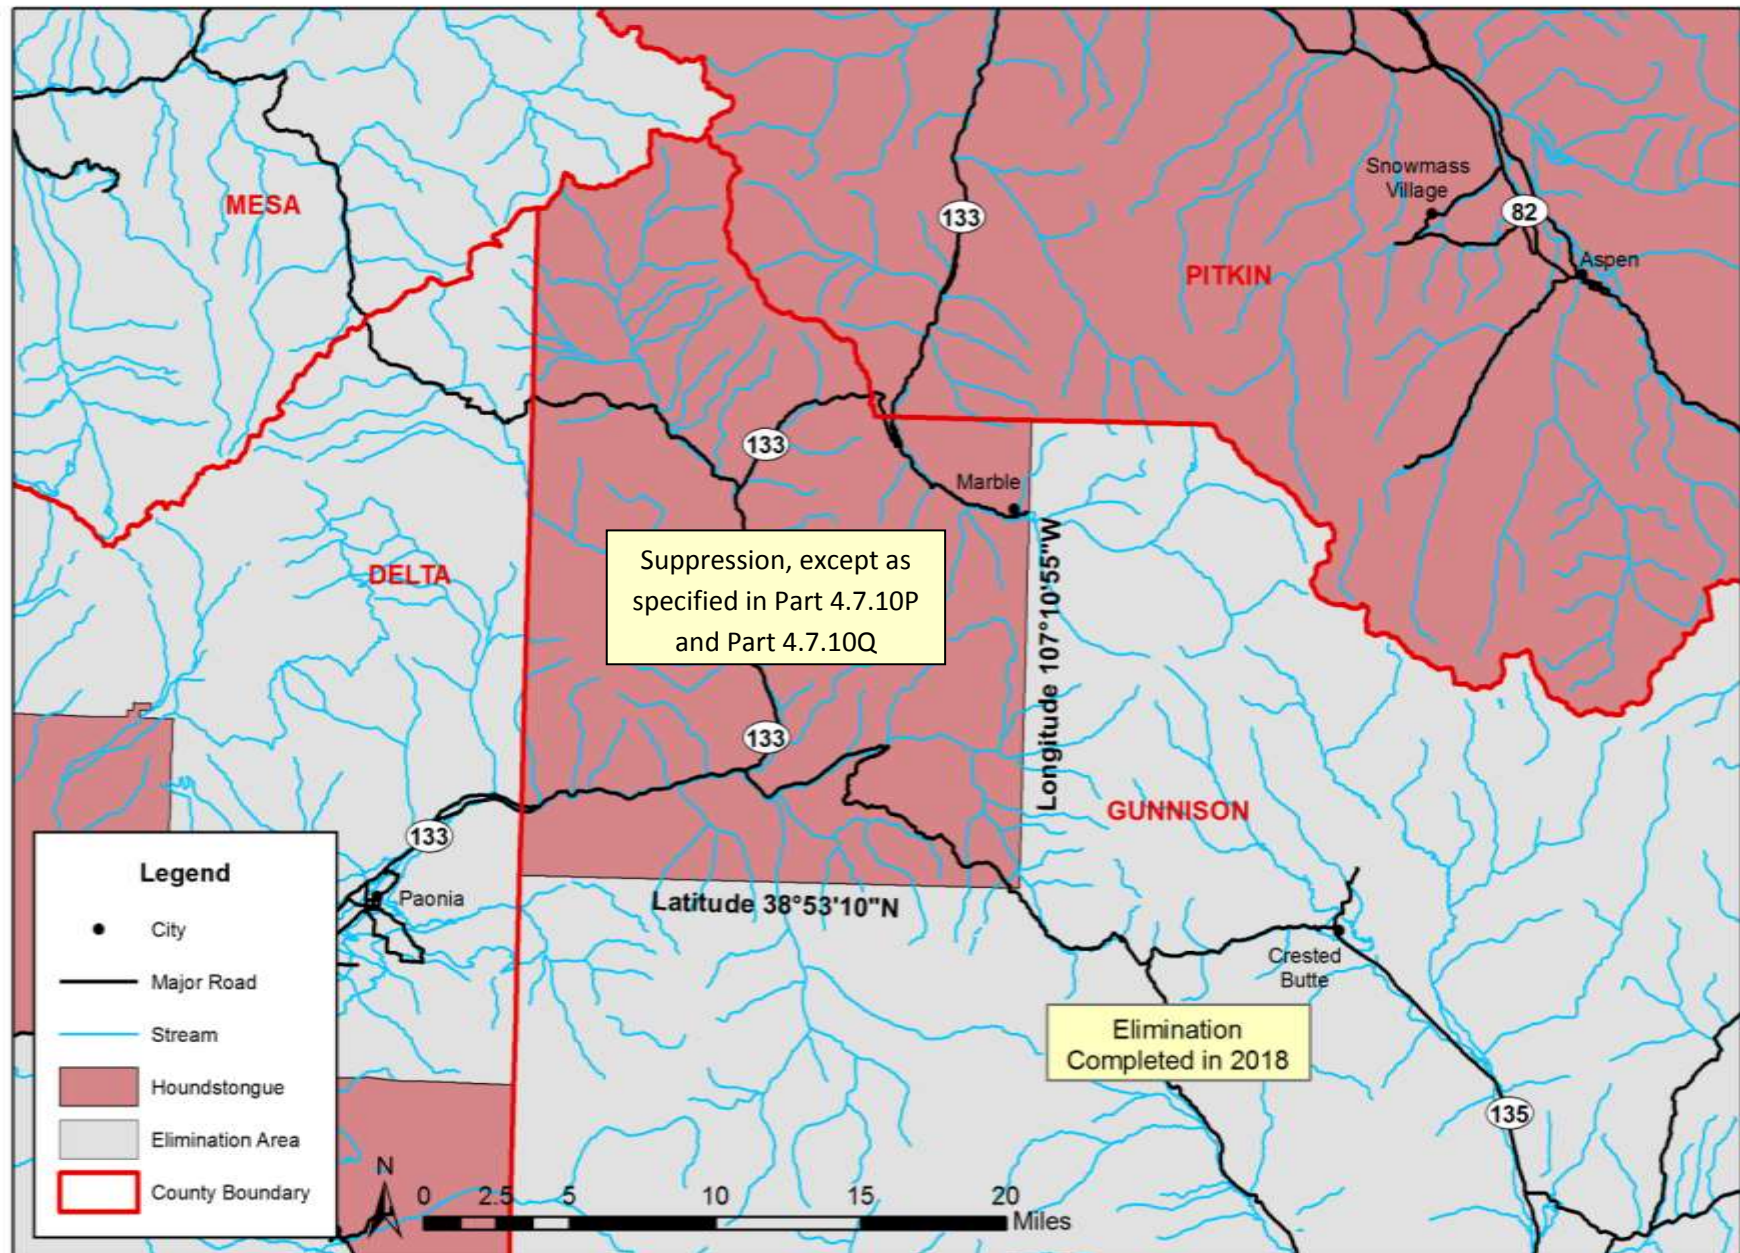 MESA
133
Snowmass
Village
82
Aspen
PITKIN
133
Marble
Suppression, except as
specified in Part 4.7.10P
and Part 4.7.10Q
DELTA
Longitude 107°10'55"W
133
GUNNISON
133
Paonia
Latitude 38°53'10"N
Crested
Butte
Elimination
Completed in 2018
135
Legend
City
Major Road
Stream
Houndstongue
Elimination Area
County Boundary
N
0 2.5 5 10 15 20
Miles